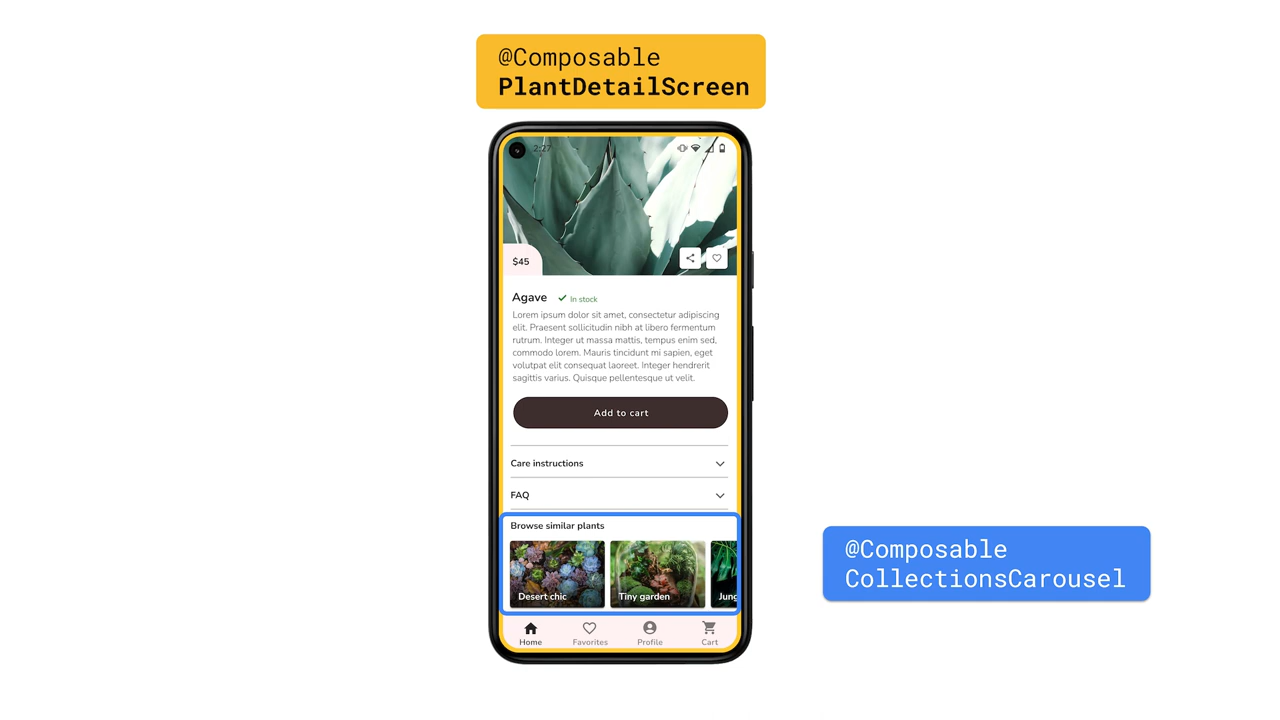 @Composable
PlantDetailScreen
2:27
$45
Agave
In stock
Lorem ipsum dolor sit amet, consectetur adipiscing
elit. Praesent sollicitudin nibh at libero fermentum
rutrum. Integer ut massa mattis, tempus enim sed,
commodo lorem. Mauris tincidunt mi sapien, eget
volutpat elit consequat laoreet. Integer hendrerit
sagittis varius. Quisque pellentesque ut velit.
Add to cart
Care instructions
FAQ
Browse similar plants
Desert chic
Tiny garden
Jung
@Composable
CollectionsCarousel
Home
Favorites
Profile
Cart